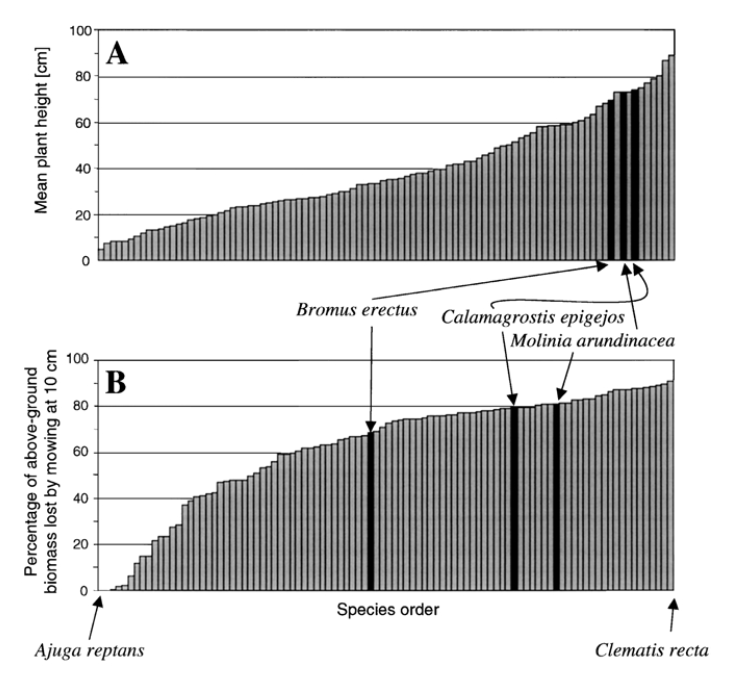 A
Mean plant height [cm]
100
80
60
40
20
0
Bromus erectus
Calamagrostis epigejos
Molinia arundinacea
B
Percentage of above-ground
biomass lost by mowing at 10 cm
100
80
60
40
20
0
Species order
Ajuga reptans
Clematis recta